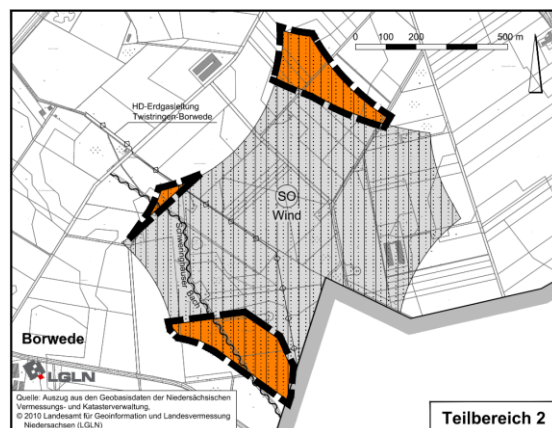 0 100 200 500 m
HD-Erdgasleitung
Twistringen-Borwede
SO
Wind
Borwede
LGLN
Quelle: Auszug aus den Geobasisdaten der Niedersächsischen
Vermessungs- und Katasterverwaltung,
© 2010 Landesamt für Geoinformation und Landesvermessung
Niedersachsen (LGLN)
Teilbereich 2